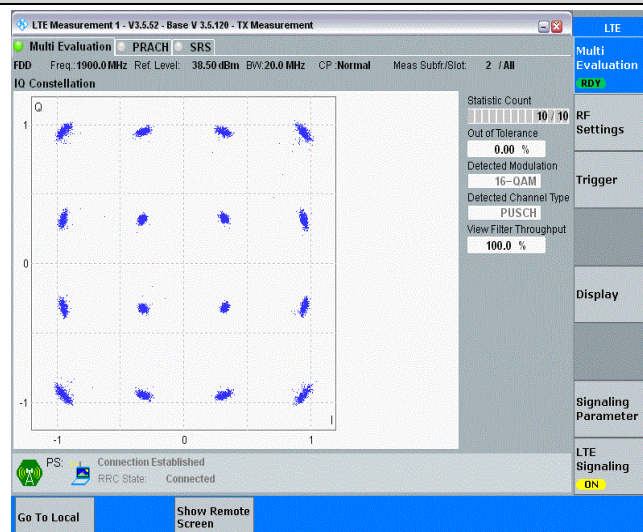 LTE Measurement 1 - V3.5.52 - Base V 3.5.120 - TX Measurement
LTE
Multi Evaluation PRACH SRS
FDD Freq.:1900.0 MHz Ref. Level: 38.50 dBm BW:20.0 MHz CP :Normal Meas Subfr./Slot: 2 / All
IQ Constellation
Q
1
0
-1
-1 0 1
I
Statistic Count
10 / 10
Out of Tolerance
0.00 %
Detected Modulation
16-QAM
Detected Channel Type
PUSCH
View Filter Throughput
100.0 %
PS: Connection Established
RRC State: Connected
Multi
Evaluation
RDY
RF
Settings
Trigger
Display
Signaling
Parameter
LTE
Signaling
ON
Go To Local
Show Remote
Screen